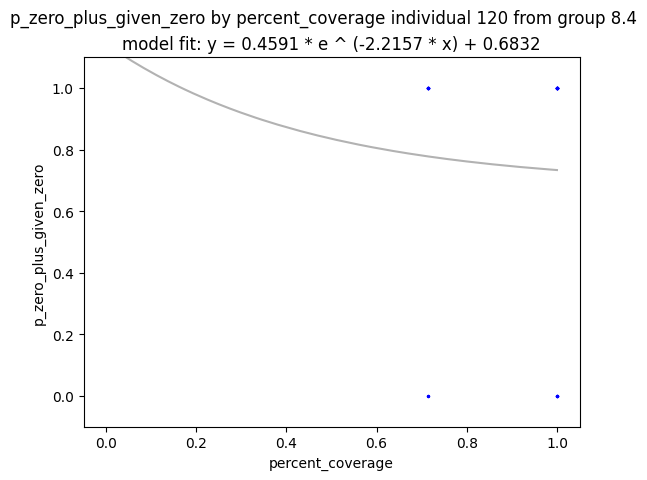 p_zero_plus_given_zero by percent_coverage individual 120 from group 8.4
model fit: y = 0.4591 * e ^ (-2.2157 * x) + 0.6832
1.0
0.8
0.6
0.4
0.2
0.0
p_zero_plus_given_zero
0.0 0.2 0.4 0.6 0.8 1.0
percent_coverage